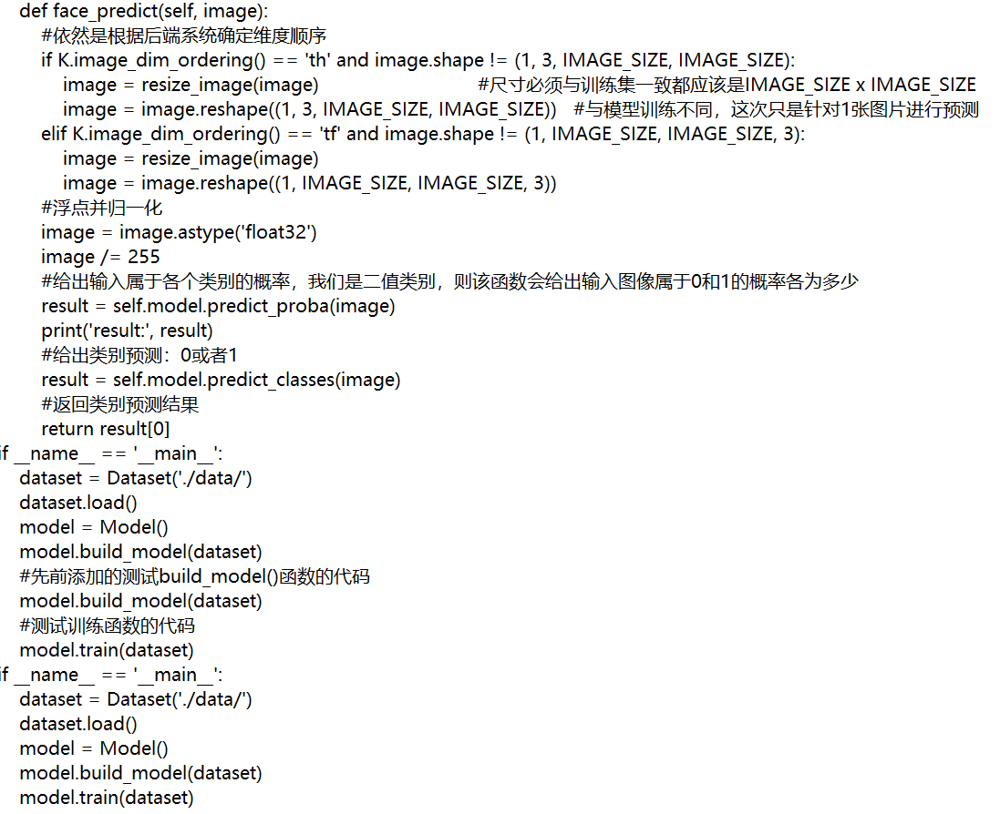 def face_predict(self, image):
#依然是根据后端系统确定维度顺序
if K.image_dim_ordering() == 'th' and image.shape != (1, 3, IMAGE_SIZE, IMAGE_SIZE):
image = resize_image(image) #尺寸必须与训练集一致都应该是IMAGE_SIZE x IMAGE_SIZE
image = image.reshape((1, 3, IMAGE_SIZE, IMAGE_SIZE)) #与模型训练不同，这次只是针对1张图片进行预测
elif K.image_dim_ordering() == 'tf' and image.shape != (1, IMAGE_SIZE, IMAGE_SIZE, 3):
image = resize_image(image)
image = image.reshape((1, IMAGE_SIZE, IMAGE_SIZE, 3))
#浮点并归一化
image = image.astype('float32')
image /= 255
#给出输入属于各个类别的概率，我们是二值类别，则该函数会给出输入图像属于0和1的概率各为多少
result = self.model.predict_proba(image)
print('result:', result)
#给出类别预测：0或者1
result = self.model.predict_classes(image)
#返回类别预测结果
return result[0]
if __name__ == '__main__':
dataset = Dataset('./data/')
dataset.load()
model = Model()
model.build_model(dataset)
#先前添加的测试build_model()函数的代码
model.build_model(dataset)
#测试训练函数的代码
model.train(dataset)
if __name__ == '__main__':
dataset = Dataset('./data/')
dataset.load()
model = Model()
model.build_model(dataset)
model.train(dataset)